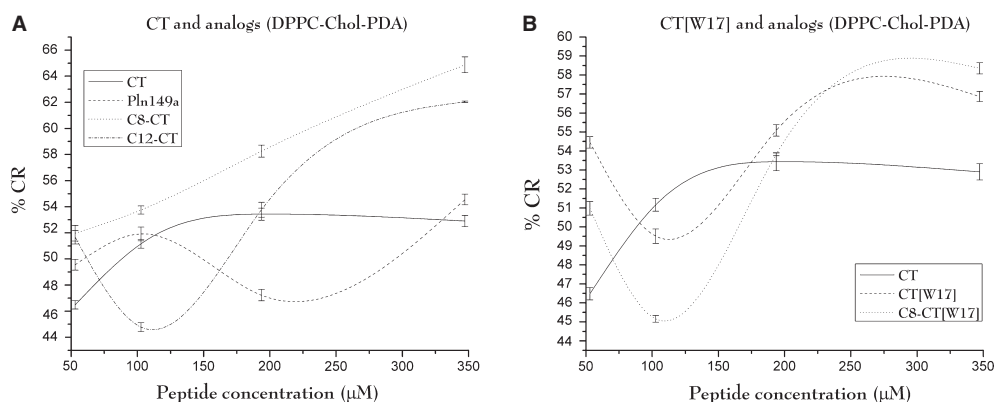 A
CT and analogs (DPPC-Chol-PDA)
66
64
62
60
58
56
54
52
50
48
46
44
% CR
CT
Pln149a
C8-CT
C12-CT
50 100 150 200 250 300 350
Peptide concentration (µM)
B
CT[W17] and analogs (DPPC-Chol-PDA)
60
59
58
57
56
55
54
53
52
51
50
49
48
47
46
45
44
% CR
CT
CT[W17]
C8-CT[W17]
50 100 150 200 250 300 350
Peptide concentration (µM)